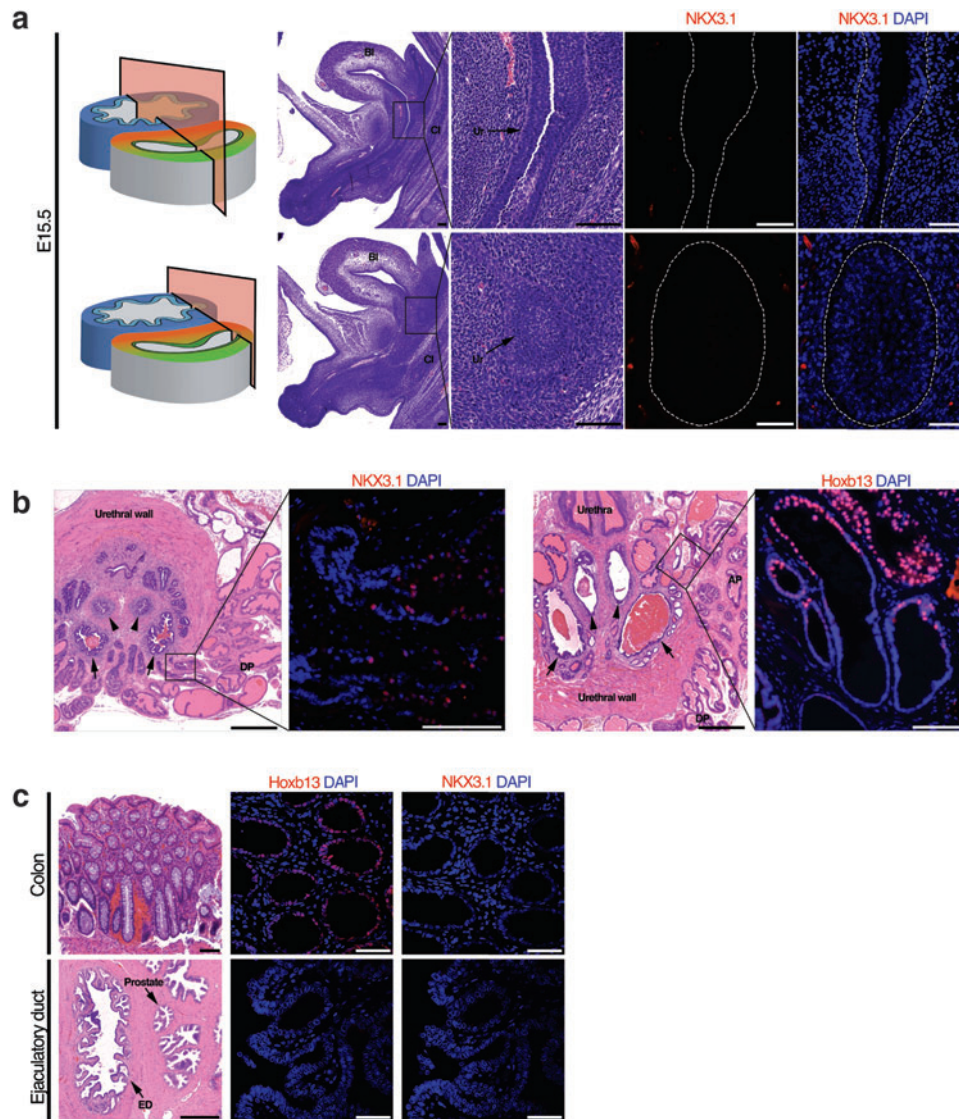 a
NKX3.1
NKX3.1 DAPI
E15.5
Bl
Cl
Ur
Bl
Cl
Ur
b
NKX3.1 DAPI
Hoxb13 DAPI
Urethral wall
DP
Urethra
AP
Urethral wall
DP
c
Hoxb13 DAPI
NKX3.1 DAPI
Colon
Ejaculatory duct
Prostate
ED